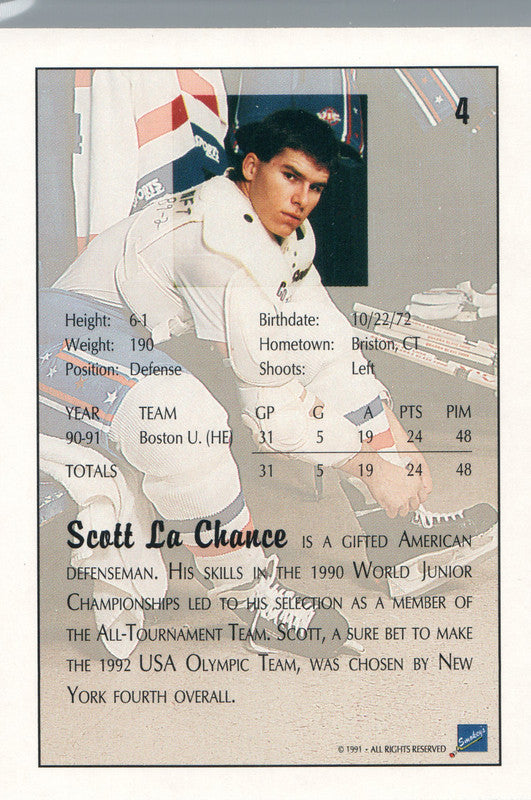 4
Height: 6-1 Birthdate: 10/22/72
Weight: 190 Hometown: Briston, CT
Position: Defense Shoots: Left
YEAR TEAM GP G A PTS PIM
90-91 Boston U. (HE) 31 5 19 24 48
TOTALS 31 5 19 24 48
Scott La Chance IS A GIFTED AMERICAN
DEFENSEMAN. HIS SKILLS IN THE 1990 WORLD JUNIOR
CHAMPIONSHIPS LED TO HIS SELECTION AS A MEMBER OF
THE ALL-TOURNAMENT TEAM. SCOTT, A SURE BET TO MAKE
THE 1992 USA OLYMPIC TEAM, WAS CHOSEN BY NEW
YORK FOURTH OVERALL.
© 1991 - ALL RIGHTS RESERVED
Smokey's